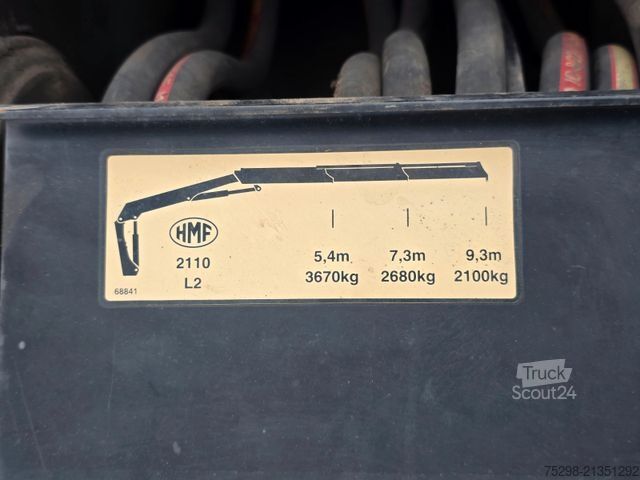 HMF
2110
L2
5,4m 7,3m 9,3m
3670kg 2680kg 2100kg
68841
Truck
Scout24
75298-21351292